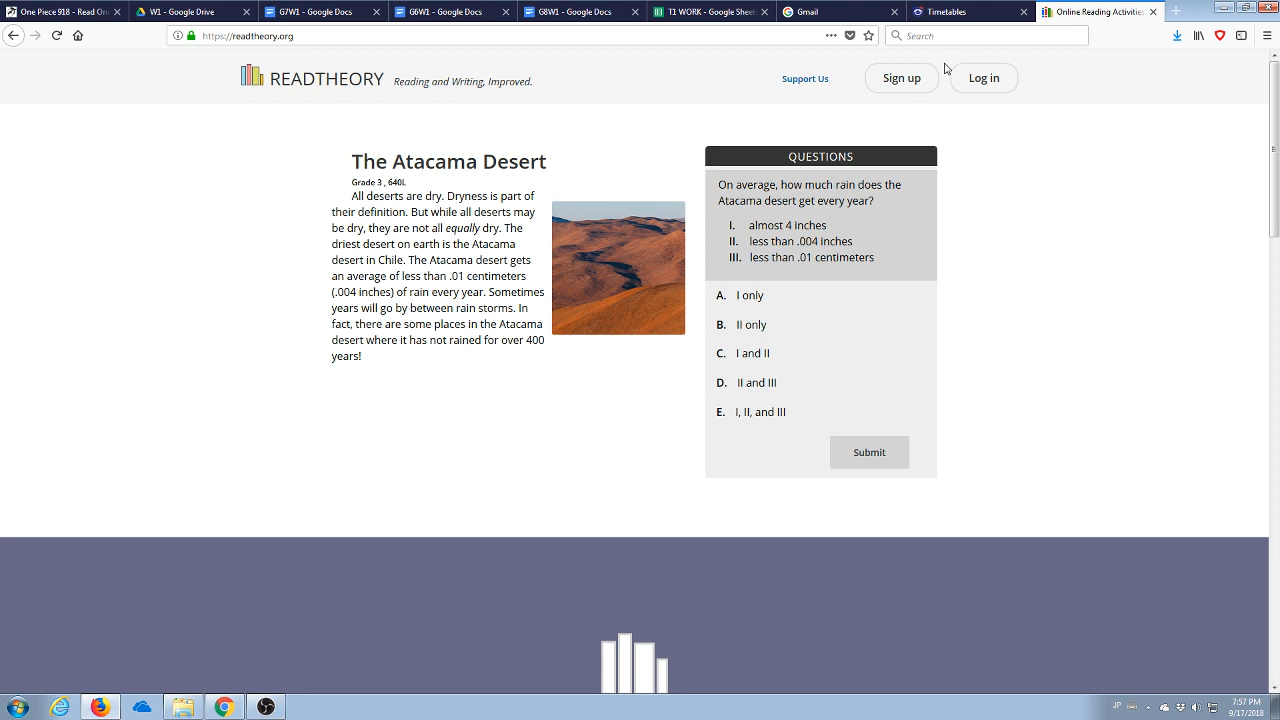 One Piece 918 - Read On
W1 - Google Drive
G7W1 - Google Docs
G6W1 - Google Docs
G8W1 - Google Docs
T1 WORK - Google Sheet
Gmail
Timetables
Online Reading Activities
https://readtheory.org
Search
READTHEORY Reading and Writing, Improved.
Support Us
Sign up
Log in
The Atacama Desert
Grade 3 , 640L
All deserts are dry. Dryness is part of
their definition. But while all deserts may
be dry, they are not all equally dry. The
driest desert on earth is the Atacama
desert in Chile. The Atacama desert gets
an average of less than .01 centimeters
(.004 inches) of rain every year. Sometimes
years will go by between rain storms. In
fact, there are some places in the Atacama
desert where it has not rained for over 400
years!
QUESTIONS
On average, how much rain does the
Atacama desert get every year?
I. almost 4 inches
II. less than .004 inches
III. less than .01 centimeters
A. I only
B. II only
C. I and II
D. II and III
E. I, II, and III
Submit
JP
7:57 PM
9/17/2018